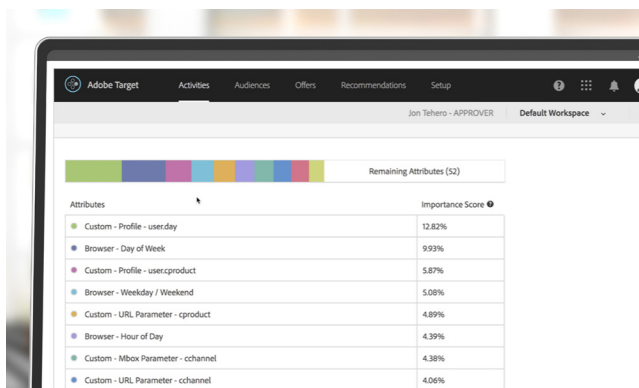 Adobe Target Activities Audiences Offers Recommendations Setup
Jon Tehero - APPROVER Default Workspace
Remaining Attributes (52)
Attributes Importance Score
Custom - Profile - user.day 12.82%
Browser - Day of Week 9.93%
Custom - Profile - user.cproduct 5.87%
Browser - Weekday / Weekend 5.08%
Custom - URL Parameter - cproduct 4.89%
Browser - Hour of Day 4.39%
Custom - Mbox Parameter - cchannel 4.38%
Custom - URL Parameter - cchannel 4.06%